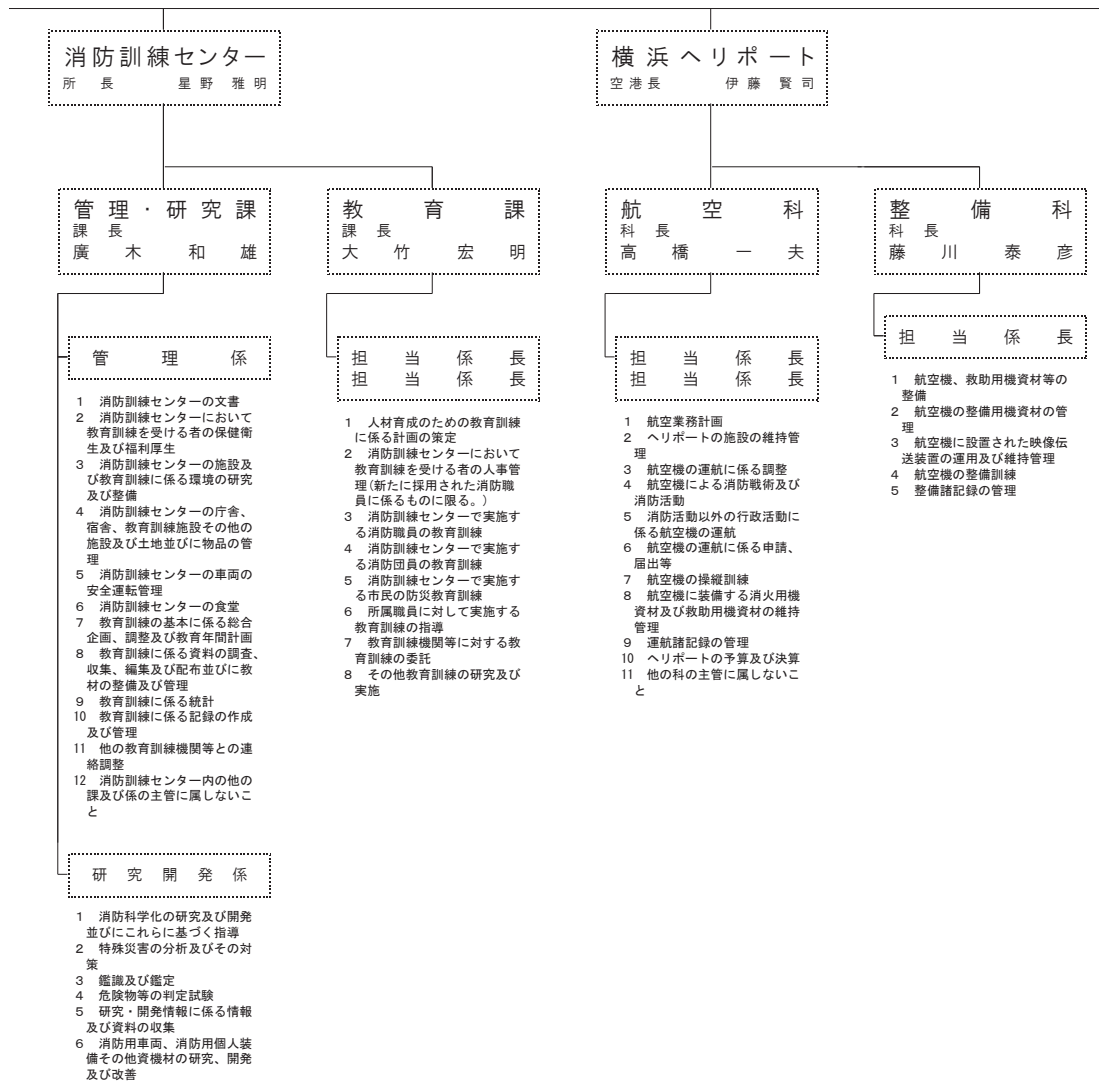 消防訓練センター
所長 星野 雅明
管理・研究課
課長
廣木 和雄
管理係
1 消防訓練センターの文書
2 消防訓練センターにおいて
教育訓練を受ける者の保健衛
生及び福利厚生
3 消防訓練センターの施設及
び教育訓練に係る環境の研究
及び整備
4 消防訓練センターの庁舎、
宿舎、教育訓練施設その他の
施設及び土地並びに物品の管
理
5 消防訓練センターの車両の
安全運転管理
6 消防訓練センターの食堂
7 教育訓練の基本に係る総合
企画、調整及び教育年間計画
8 教育訓練に係る資料の調査、
収集、編集及び配布並びに教
材の整備及び管理
9 教育訓練に係る統計
10 教育訓練に係る記録の作成
及び管理
11 他の教育訓練機関等との連
絡調整
12 消防訓練センター内の他の
課及び係の主管に属しないこ
と
研究開発係
1 消防科学化の研究及び開発
並びにこれらに基づく指導
2 特殊災害の分析及びその対
策
3 鑑識及び鑑定
4 危険物等の判定試験
5 研究・開発情報に係る情報
及び資料の収集
6 消防用車両、消防用個人装
備その他資機材の研究、開発
及び改善
教育課
課長
大竹 宏明
担当係長
担当係長
1 人材育成のための教育訓練
に係る計画の策定
2 消防訓練センターにおいて
教育訓練を受ける者の人事管
理(新たに採用された消防職
員に係るものに限る。)
3 消防訓練センターで実施す
る消防職員の教育訓練
4 消防訓練センターで実施す
る消防団員の教育訓練
5 消防訓練センターで実施す
る市民の防災教育訓練
6 所属職員に対して実施する
教育訓練の指導
7 教育訓練機関等に対する教
育訓練の委託
8 その他教育訓練の研究及び
実施
横浜ヘリポート
空港長 伊藤 賢司
航空科
科長
高橋 一夫
担当係長
担当係長
1 航空業務計画
2 ヘリポートの施設の維持管
理
3 航空機の運航に係る調整
4 航空機による消防戦術及び
消防活動
5 消防活動以外の行政活動に
係る航空機の運航
6 航空機の運航に係る申請、
届出等
7 航空機の操縦訓練
8 航空機に装備する消火用機
資材及び救助用機資材の維持
管理
9 運航諸記録の管理
10 ヘリポートの予算及び決算
11 他の科の主管に属しないこ
と
整備科
科長
藤川 泰彦
担当係長
1 航空機、救助用機資材等の
整備
2 航空機の整備用機資材の管
理
3 航空機に設置された映像伝
送装置の運用及び維持管理
4 航空機の整備訓練
5 整備諸記録の管理